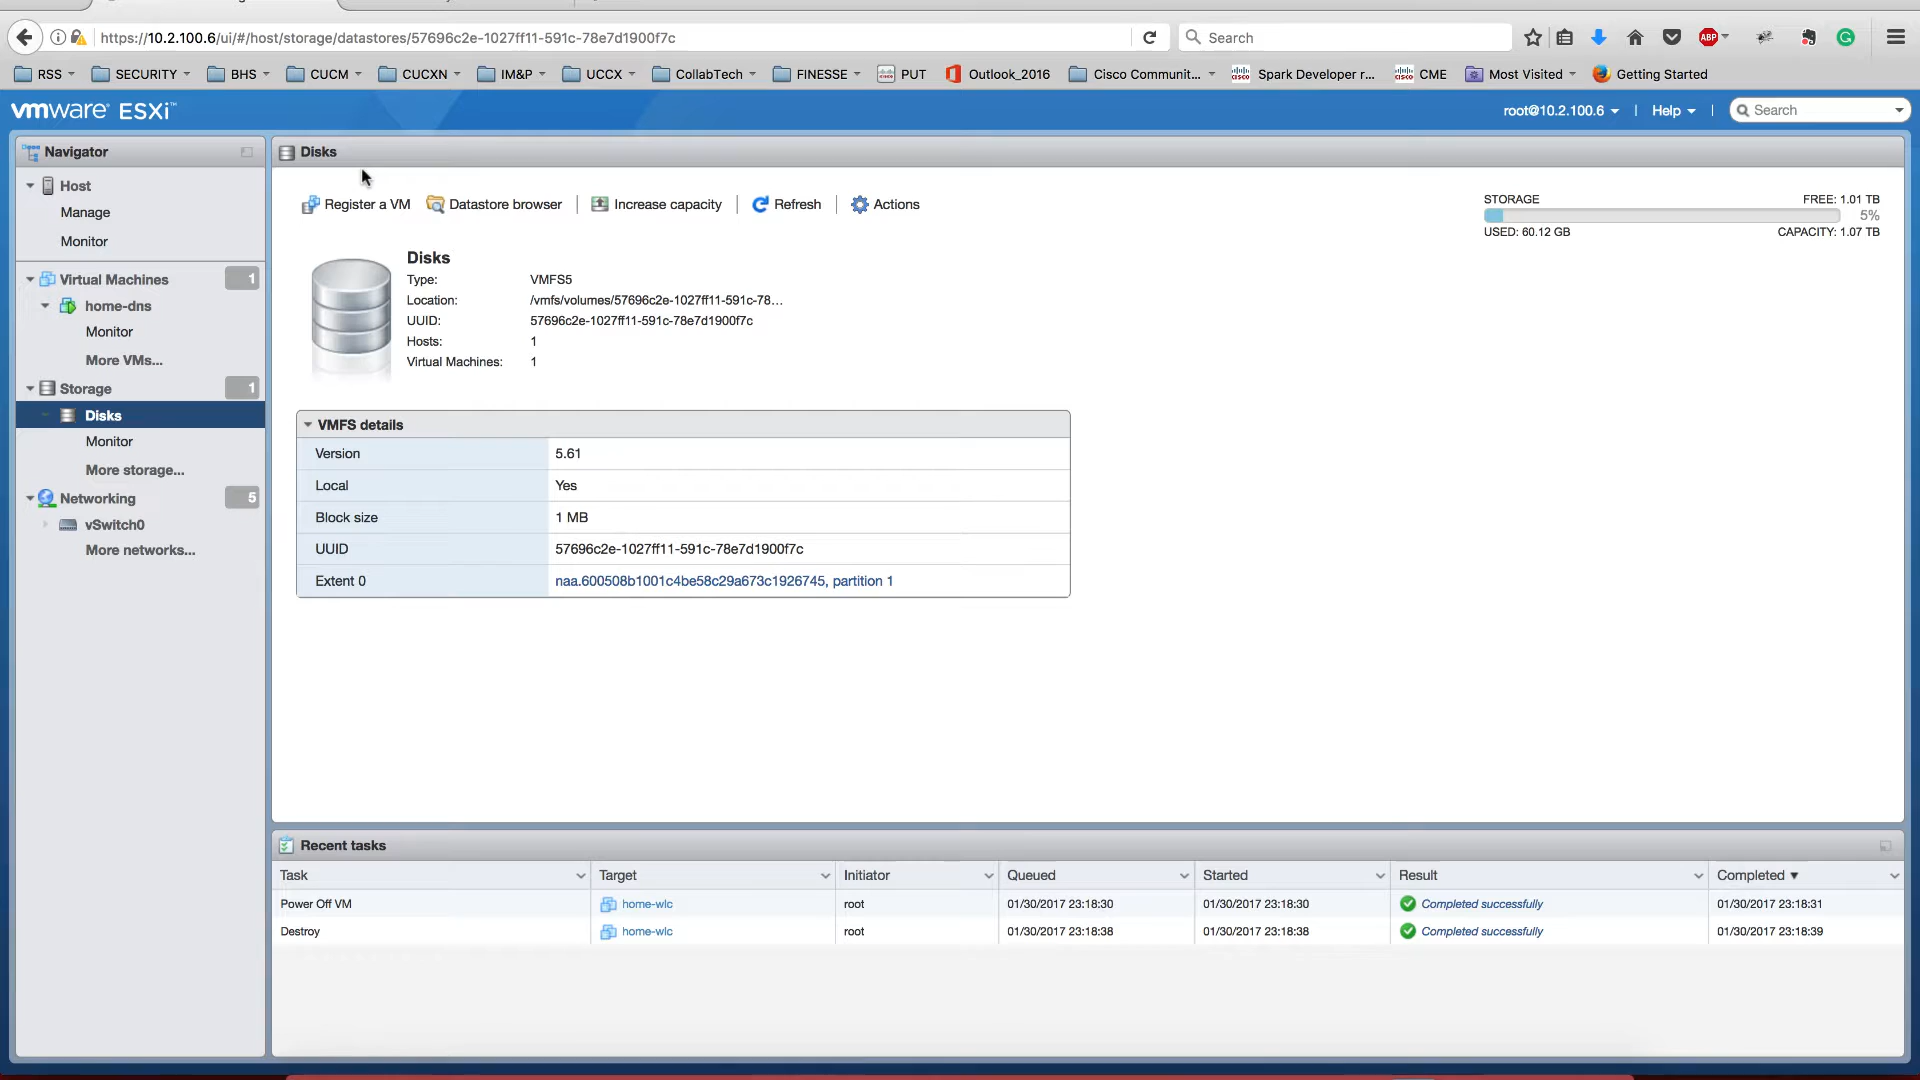 https://10.2.100.6/ui/#/host/storage/datastores/57696c2e-1027ff11-591c-78e7d1900f7c
Search
ABP
RSS
SECURITY
BHS
CUCM
CUCXN
IM&P
UCCX
CollabTech
FINESSE
PUT
Outlook_2016
Cisco Communit...
Spark Developer r...
CME
Most Visited
Getting Started
vmware ESXi™
root@10.2.100.6
Help
Search
Navigator
Host
Manage
Monitor
Virtual Machines 1
home-dns
Monitor
More VMs...
Storage 1
Disks
Monitor
More storage...
Networking 5
vSwitch0
More networks...
Disks
Register a VM
Datastore browser
Increase capacity
Refresh
Actions
STORAGE FREE: 1.01 TB
5%
USED: 60.12 GB CAPACITY: 1.07 TB
Disks
Type: VMFS5
Location: /vmfs/volumes/57696c2e-1027ff11-591c-78...
UUID: 57696c2e-1027ff11-591c-78e7d1900f7c
Hosts: 1
Virtual Machines: 1
VMFS details
Version 5.61
Local Yes
Block size 1 MB
UUID 57696c2e-1027ff11-591c-78e7d1900f7c
Extent 0 naa.600508b1001c4be58c29a673c1926745, partition 1
Recent tasks
Task Target Initiator Queued Started Result Completed
Power Off VM home-wlc root 01/30/2017 23:18:30 01/30/2017 23:18:30 Completed successfully 01/30/2017 23:18:31
Destroy home-wlc root 01/30/2017 23:18:38 01/30/2017 23:18:38 Completed successfully 01/30/2017 23:18:39